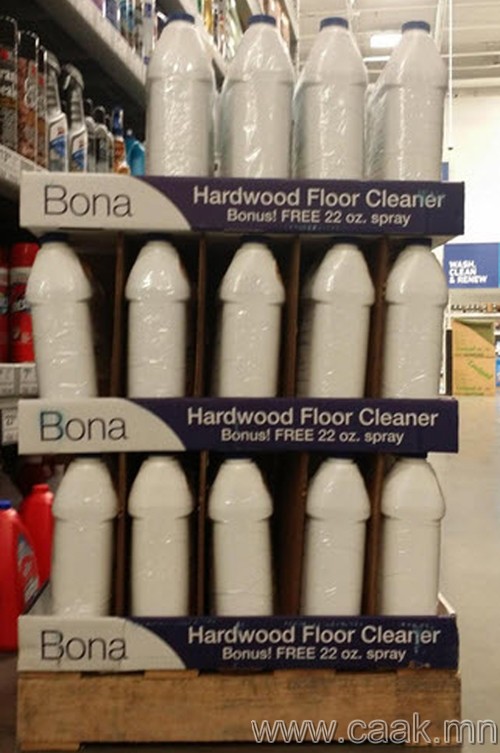 Bona
Hardwood Floor Cleaner
Bonus! FREE 22 oz. spray
WASH,
CLEAN
& RENEW
Bona
Hardwood Floor Cleaner
Bonus! FREE 22 oz. spray
Bona
Hardwood Floor Cleaner
Bonus! FREE 22 oz. spray
www.caak.mn